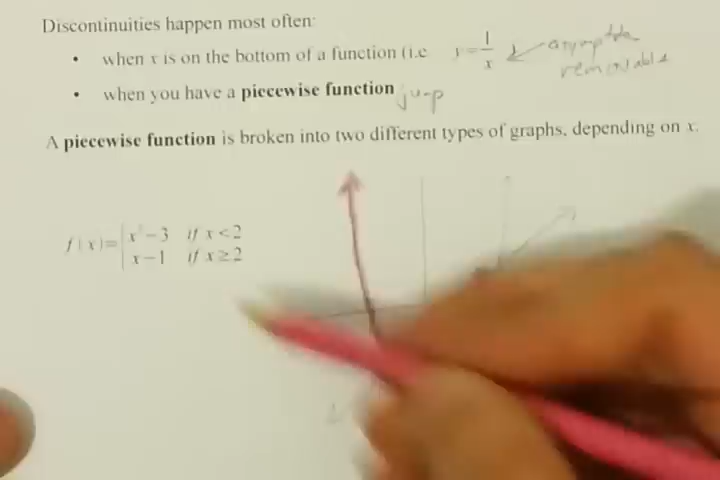 Discontinuities happen most often:
• when x is on the bottom of a function (i.e. y = 1/x ← asymptote
removable
• when you have a piecewise function jump
A piecewise function is broken into two different types of graphs, depending on x.
f(x) = { x² − 3 if x < 2
x − 1 if x ≥ 2